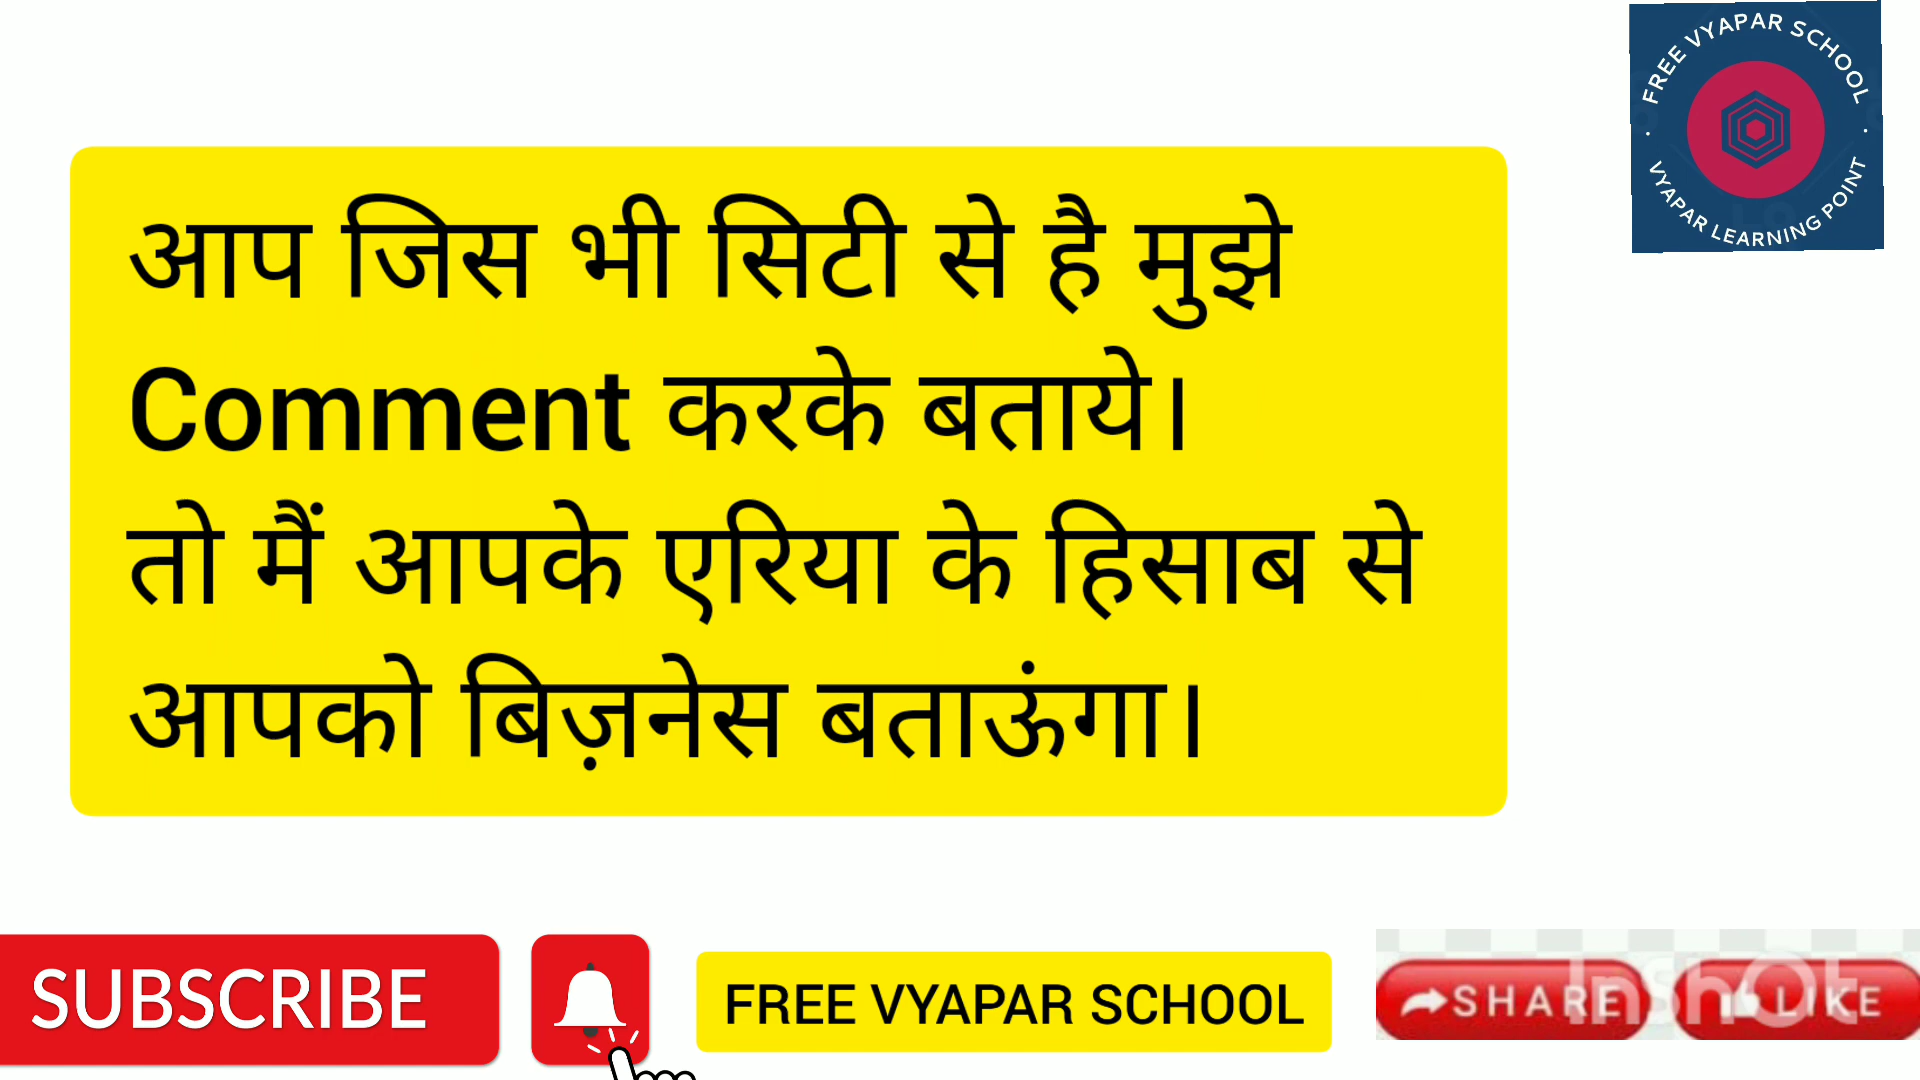 FREE VYAPAR SCHOOL
VYAPAR LEARNING POINT
आप जिस भी सिटी से है मुझे
Comment करके बताये।
तो मैं आपके एरिया के हिसाब से
आपको बिज़नेस बताऊंगा।
SUBSCRIBE
FREE VYAPAR SCHOOL
SHARE
LIKE
InShOt